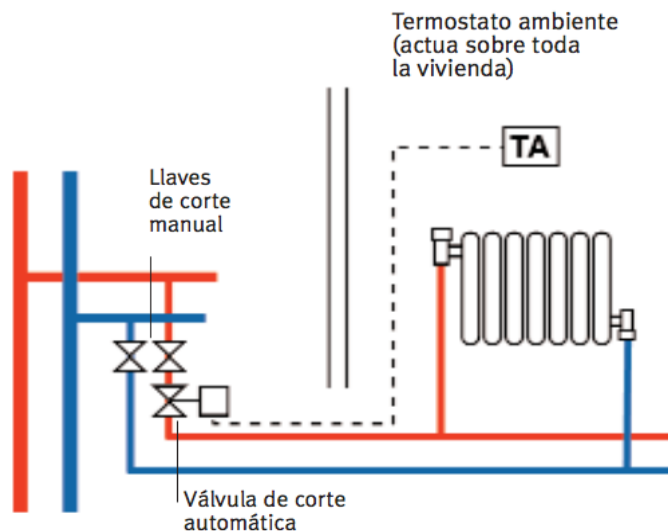 Termostato ambiente
(actua sobre toda
la vivienda)
TA
Llaves
de corte
manual
Válvula de corte
automática